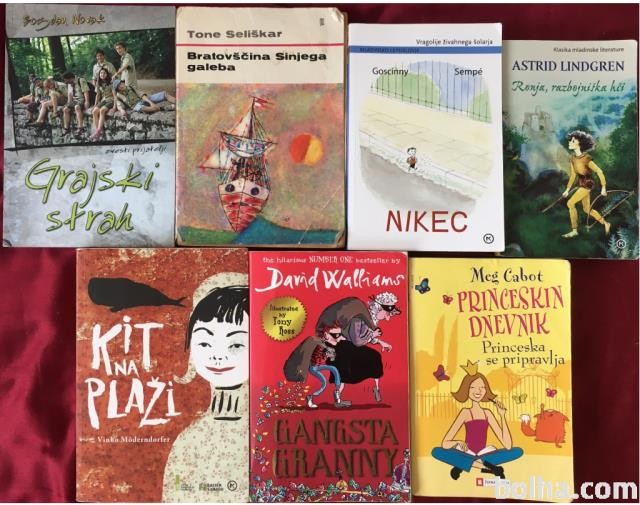 Bogdan Novak
zvesti prijatelji
Grajski
strah
Tone Seliškar
Bratovščina Sinjega
galeba
Vragolije živahnega šolarja
Goscinny Sempé
NIKEC
Klasika mladinske literature
ASTRID LINDGREN
Ronja, razbojniška hči
KIT
NA
PLAŽI
Vinko Möderndorfer
the hilarious NUMBER ONE bestseller by
David Walliams
Illustrated
by
Tony
Ross
GANGSTA
GRANNY
Meg Cabot
PRINCESKIN
DNEVNIK
Princeska
se pripravlja
bolha.com